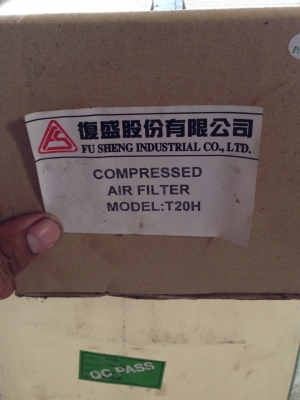 復盛股份有限公司
FU SHENG INDUSTRIAL CO., LTD.
COMPRESSED
AIR FILTER
MODEL:T20H
QC PASS